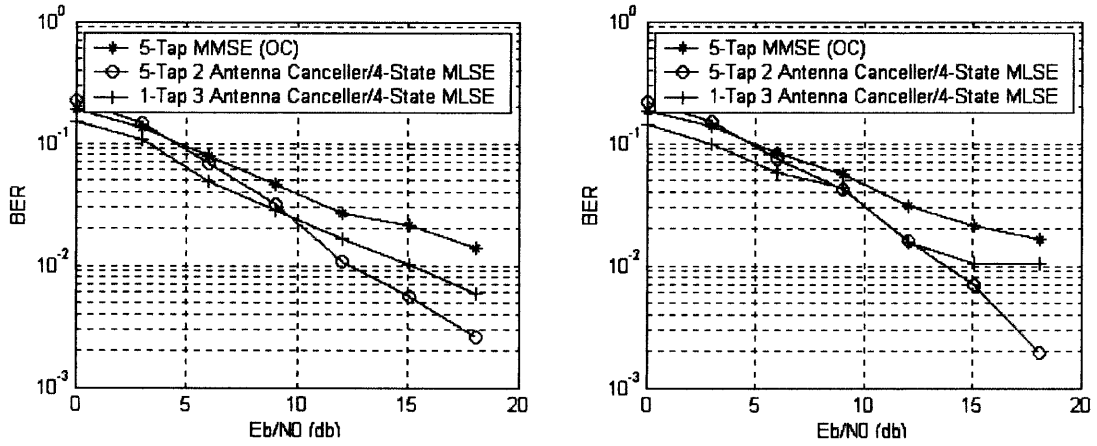 10^0
5-Tap MMSE (OC)
5-Tap 2 Antenna Canceller/4-State MLSE
1-Tap 3 Antenna Canceller/4-State MLSE
10^-1
BER
10^-2
10^-3
0 5 10 15 20
Eb/N0 (db)
10^0
5-Tap MMSE (OC)
5-Tap 2 Antenna Canceller/4-State MLSE
1-Tap 3 Antenna Canceller/4-State MLSE
10^-1
BER
10^-2
10^-3
0 5 10 15 20
Eb/N0 (db)